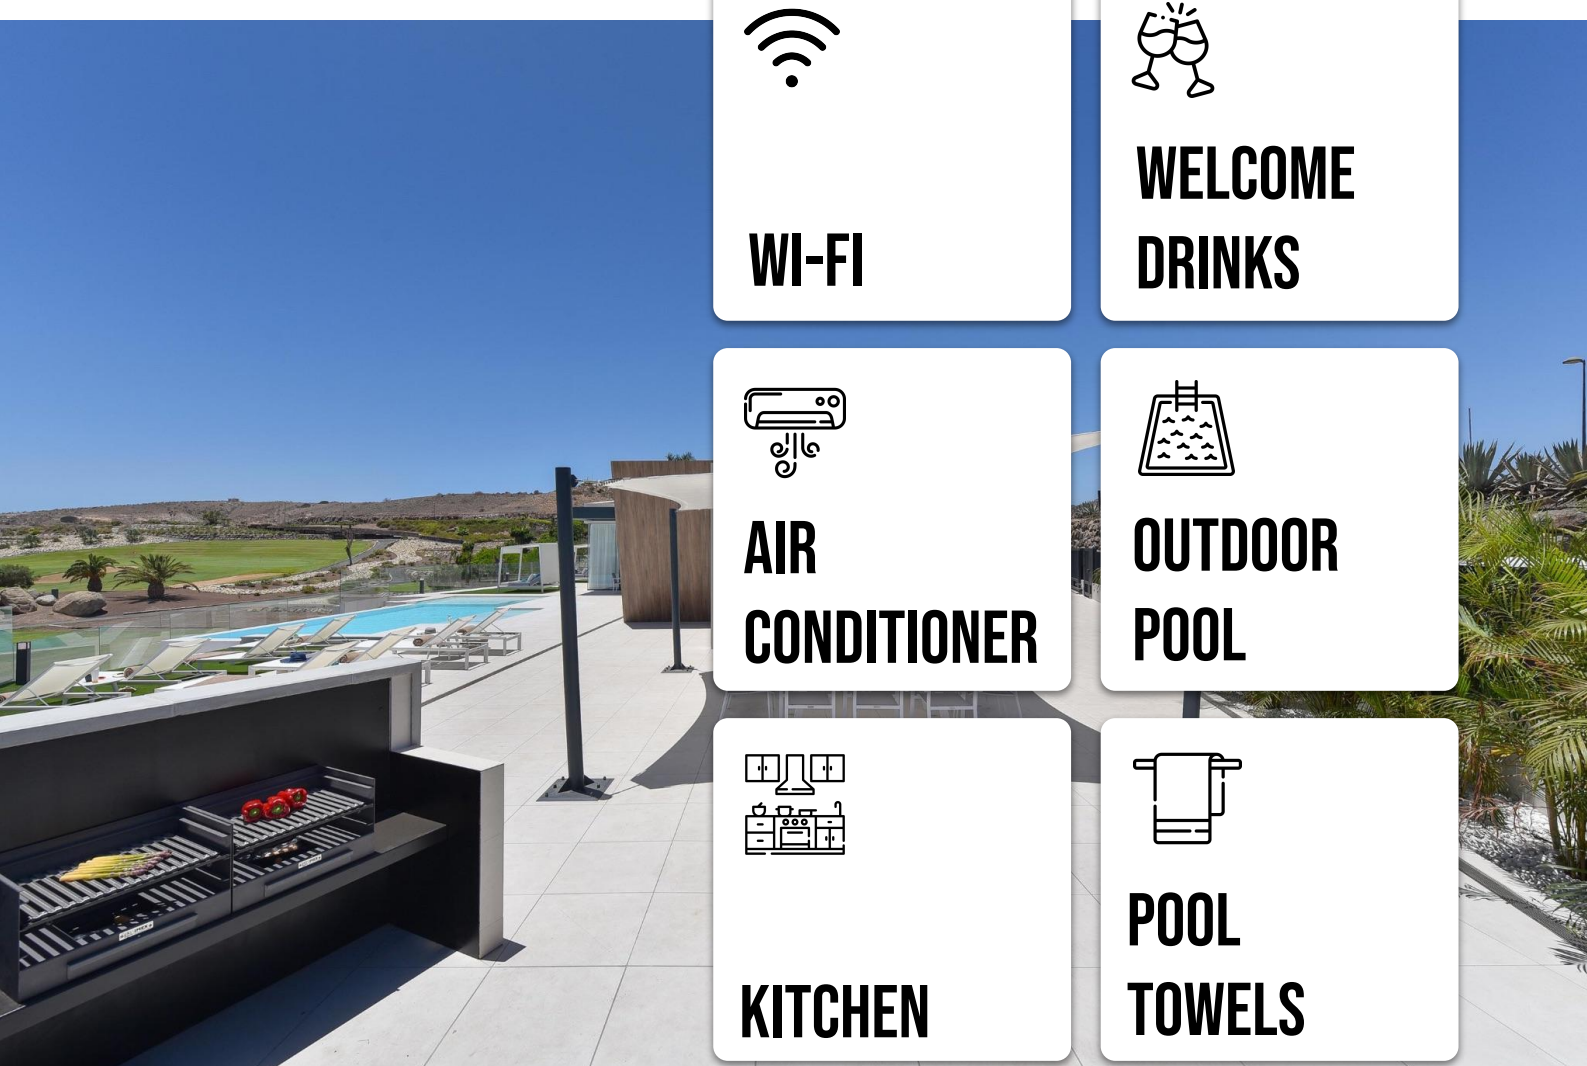 WI-FI
WELCOME
DRINKS
AIR
CONDITIONER
OUTDOOR
POOL
KITCHEN
POOL
TOWELS